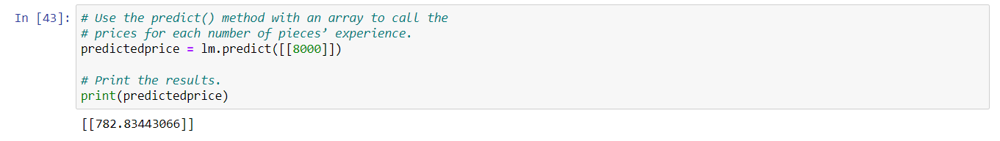 In [43]: # Use the predict() method with an array to call the
# prices for each number of pieces’ experience.
predictedprice = lm.predict([[8000]])
# Print the results.
print(predictedprice)
[[782.83443066]]